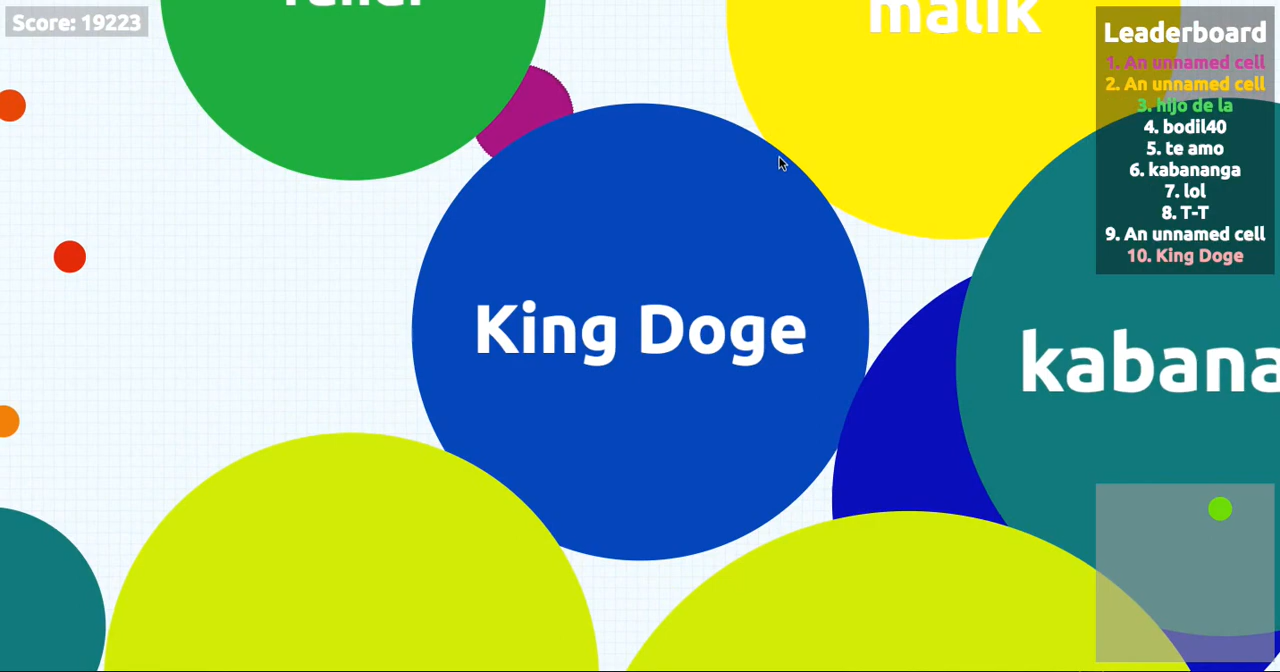 Score: 19223
malik
Leaderboard
1. An unnamed cell
2. An unnamed cell
3. hijo de la
4. bodil40
5. te amo
6. kabananga
7. lol
8. T-T
9. An unnamed cell
10. King Doge
King Doge
kabana